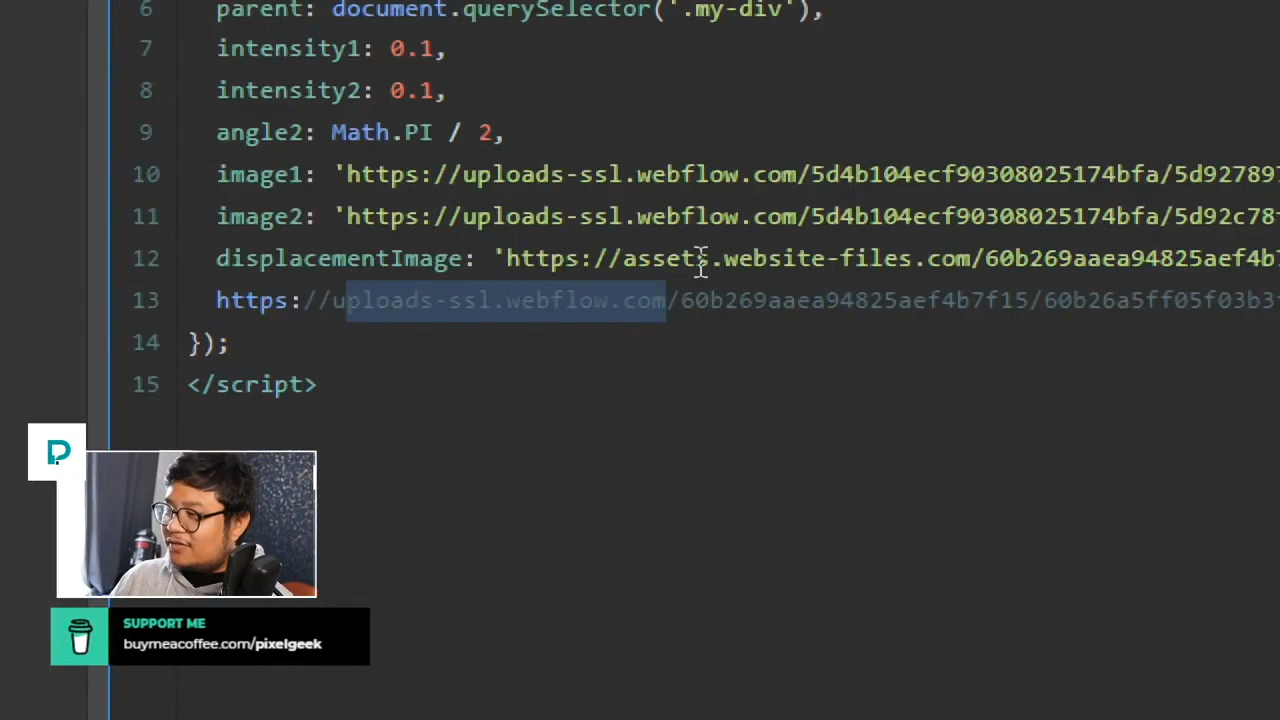 6 parent: document.querySelector('.my-div'),
7 intensity1: 0.1,
8 intensity2: 0.1,
9 angle2: Math.PI / 2,
10 image1: 'https://uploads-ssl.webflow.com/5d4b104ecf90308025174bfa/5d927897
11 image2: 'https://uploads-ssl.webflow.com/5d4b104ecf90308025174bfa/5d92c78
12 displacementImage: 'https://assets.website-files.com/60b269aaea94825aef4b7
13 https://uploads-ssl.webflow.com/60b269aaea94825aef4b7f15/60b26a5ff05f03b3
14 });
15 </script>
SUPPORT ME
buymeacoffee.com/pixelgeek